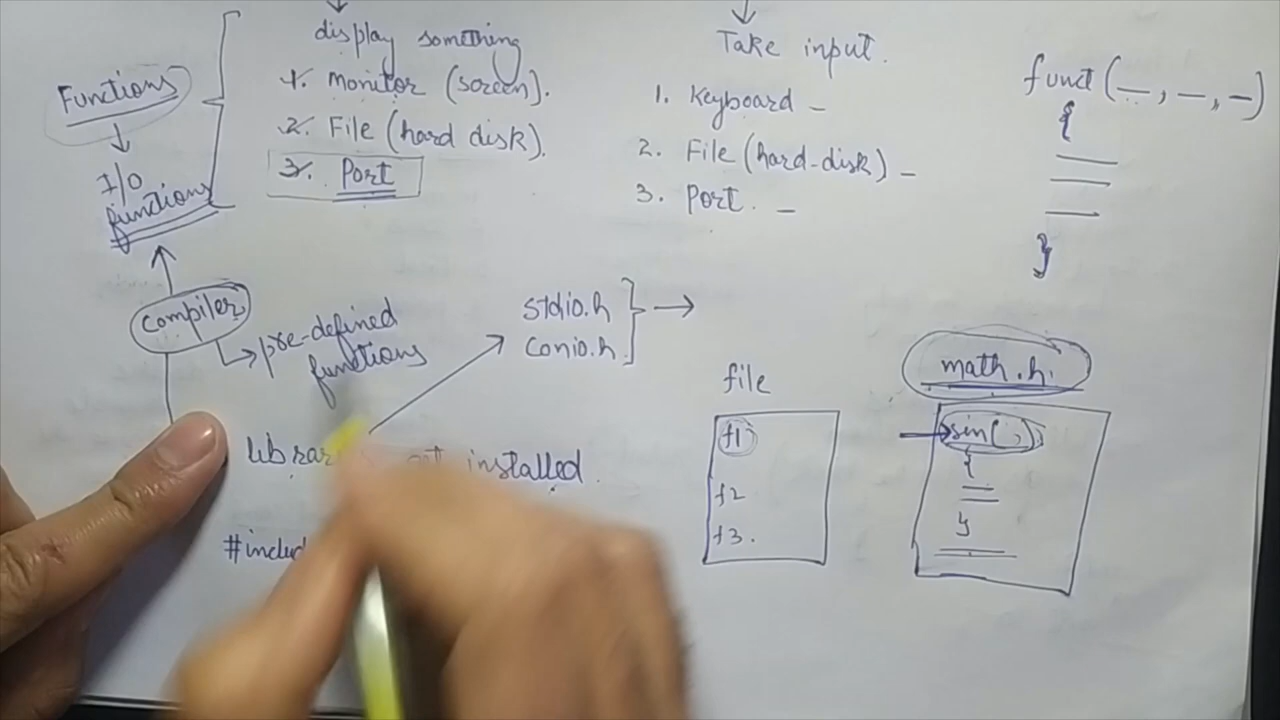 display something
1. Monitor (screen).
2. File (hard disk).
3. Port
Take input.
1. Keyboard _
2. File (hard-disk) _
3. Port. _
funct(_, _, _)
{
}
Functions
I/O
functions
Compiler
pre-defined
functions
stdio.h
conio.h
installed
#includ
file
f1
f2
f3.
math.h.
sin( )
{
}